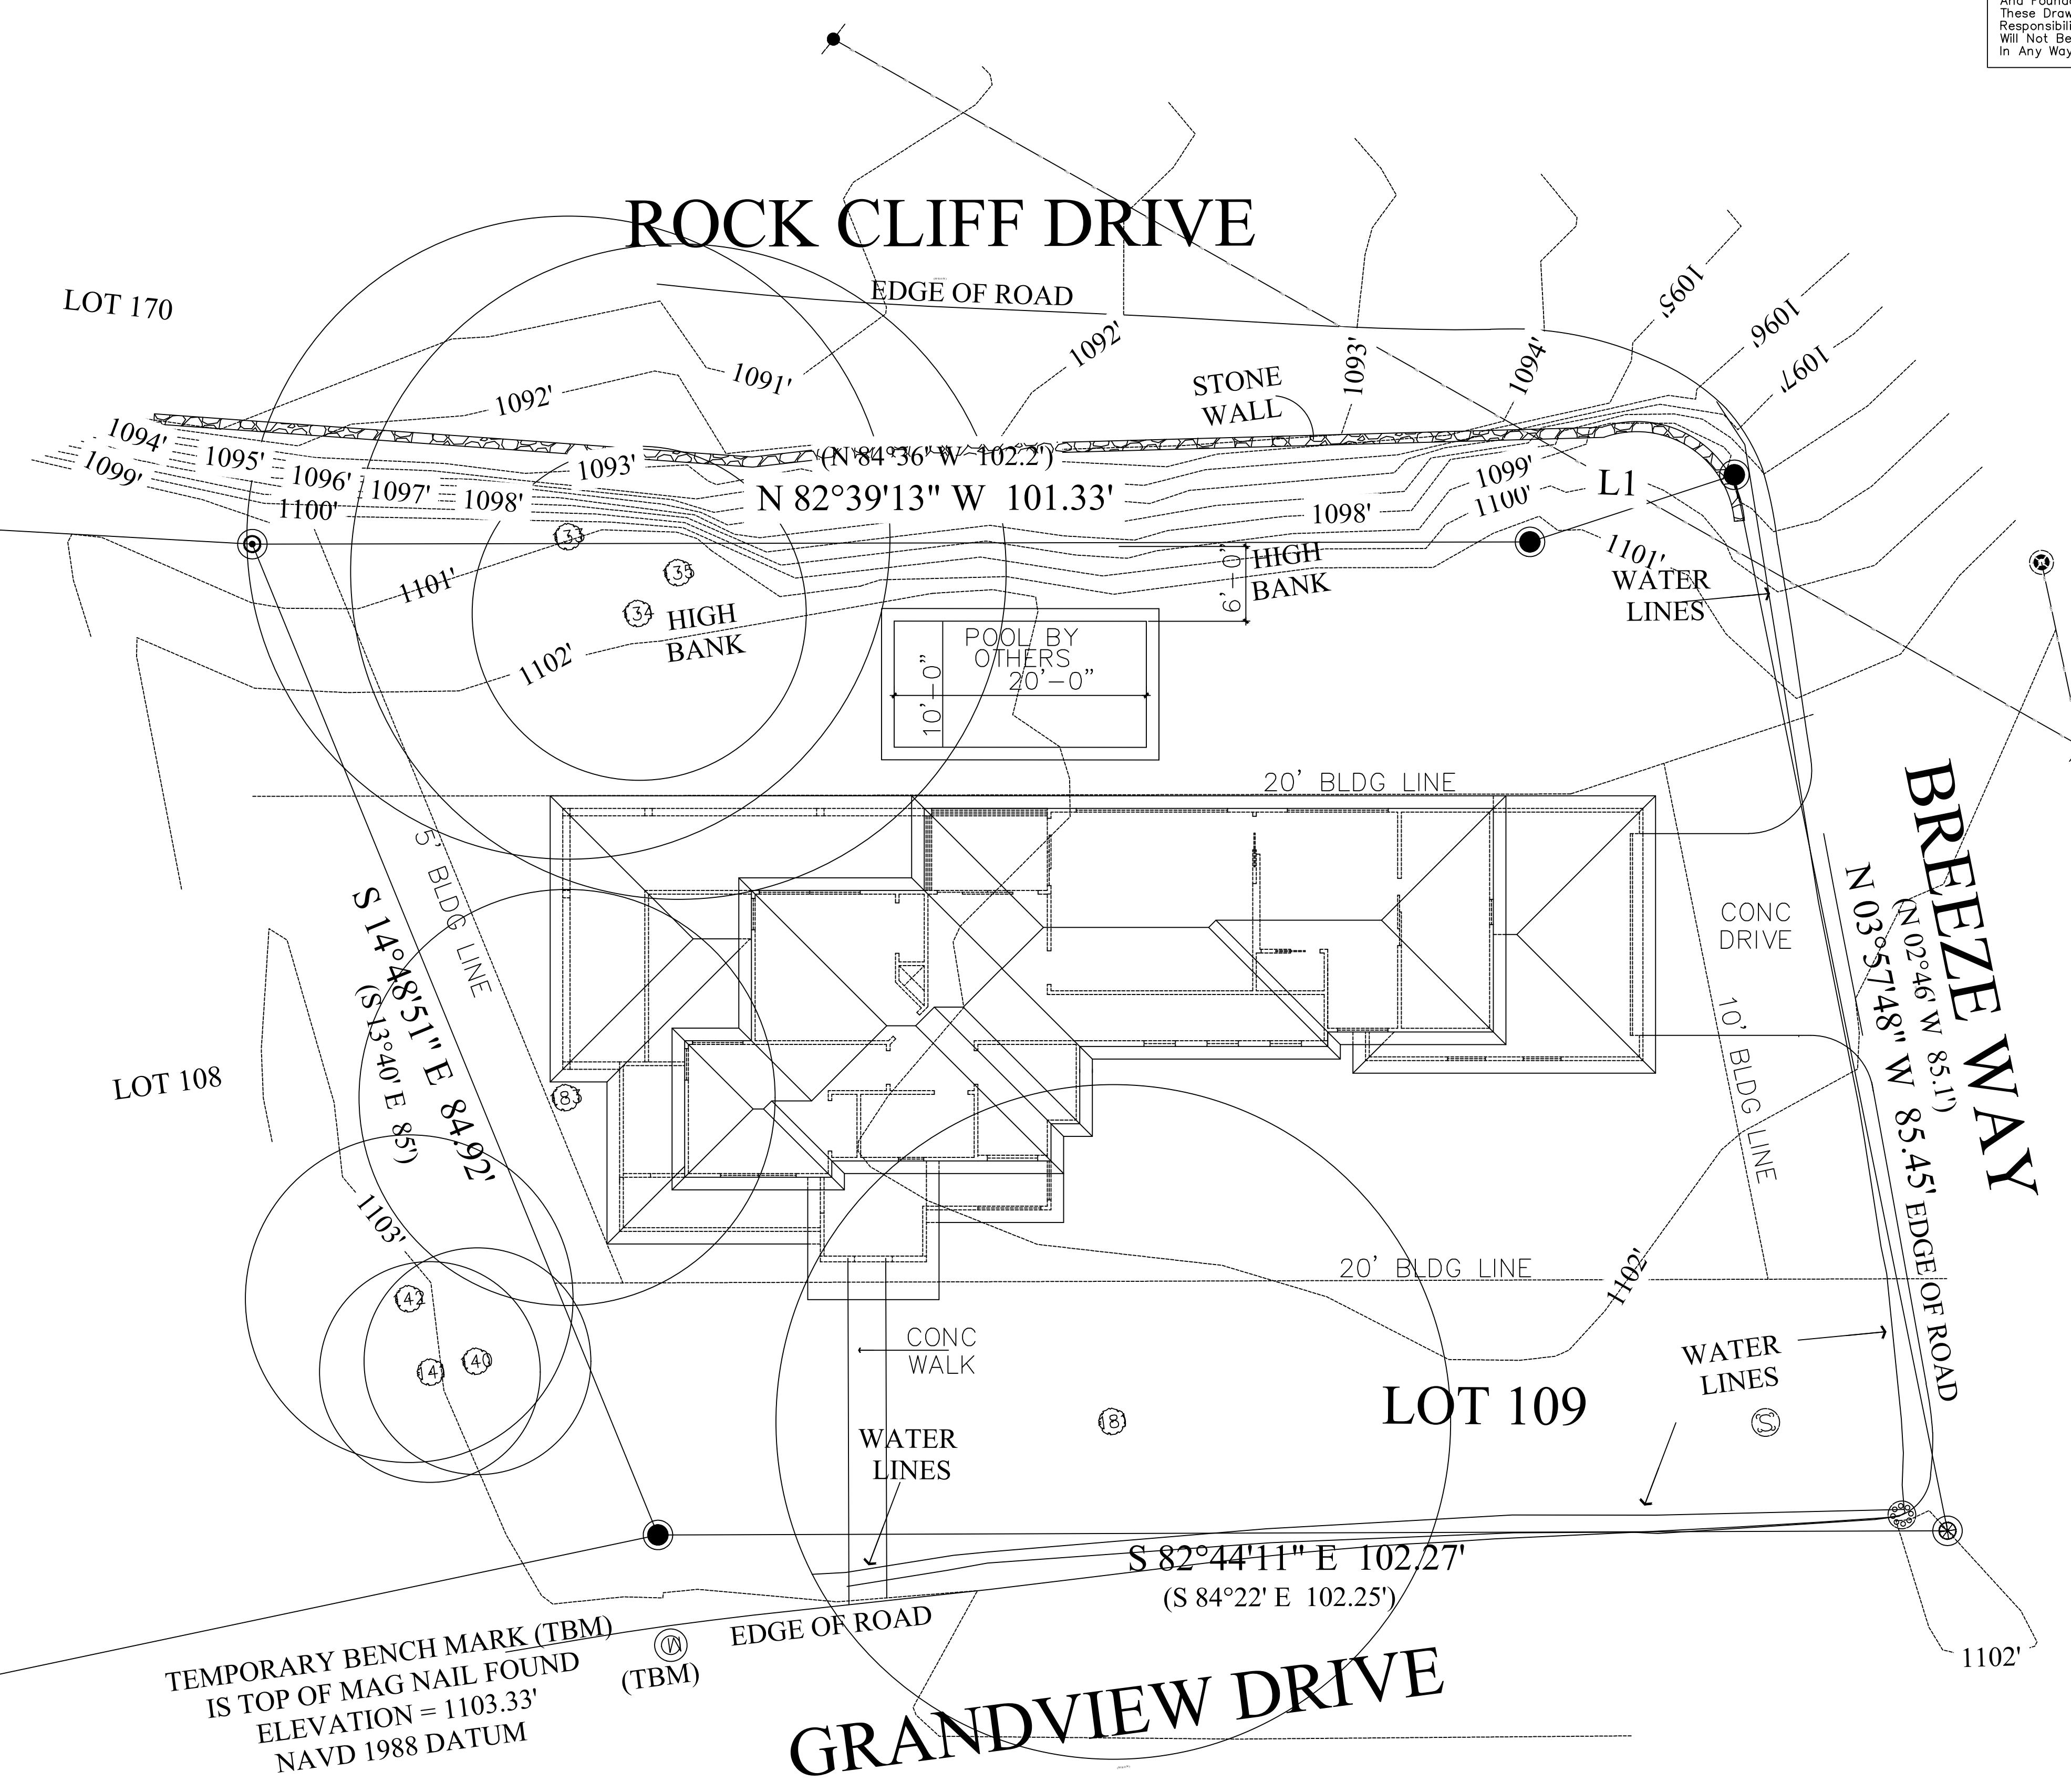 And Found
These Draw
Responsibili
Will Not Be
In Any Way
ROCK CLIFF DRIVE
EDGE OF ROAD
LOT 170
1095'
1096'
1097'
1091'
1092'
1092'
1093'
1094'
STONE
WALL
1094'
1095'
1096'
1097'
1098'
1099'
1100'
1093'
(N 84°36" W 102.2')
N 82°39'13" W 101.33'
1098'
1099'
1100'
L1
1101'
133
135
134
HIGH
BANK
1101'
1102'
6'-0"
HIGH
BANK
WATER
LINES
POOL BY
OTHERS
20'-0"
10'-0"
20' BLDG LINE
5' BLDG LINE
S 14°48'51" E 84.92'
(S 13°40' E 85')
LOT 108
183
CONC
DRIVE
10' BLDG LINE
BREEZE WAY
N 03°57'48" W 85.45'
(N 02°46' W 85.1')
EDGE OF ROAD
1103'
142
141
140
20' BLDG LINE
1102'
CONC
WALK
181
LOT 109
WATER
LINES
S
WATER
LINES
S 82°44'11" E 102.27'
(S 84°22' E 102.25')
EDGE OF ROAD
W
(TBM)
TEMPORARY BENCH MARK (TBM)
IS TOP OF MAG NAIL FOUND
ELEVATION = 1103.33'
NAVD 1988 DATUM
GRANDVIEW DRIVE
1102'